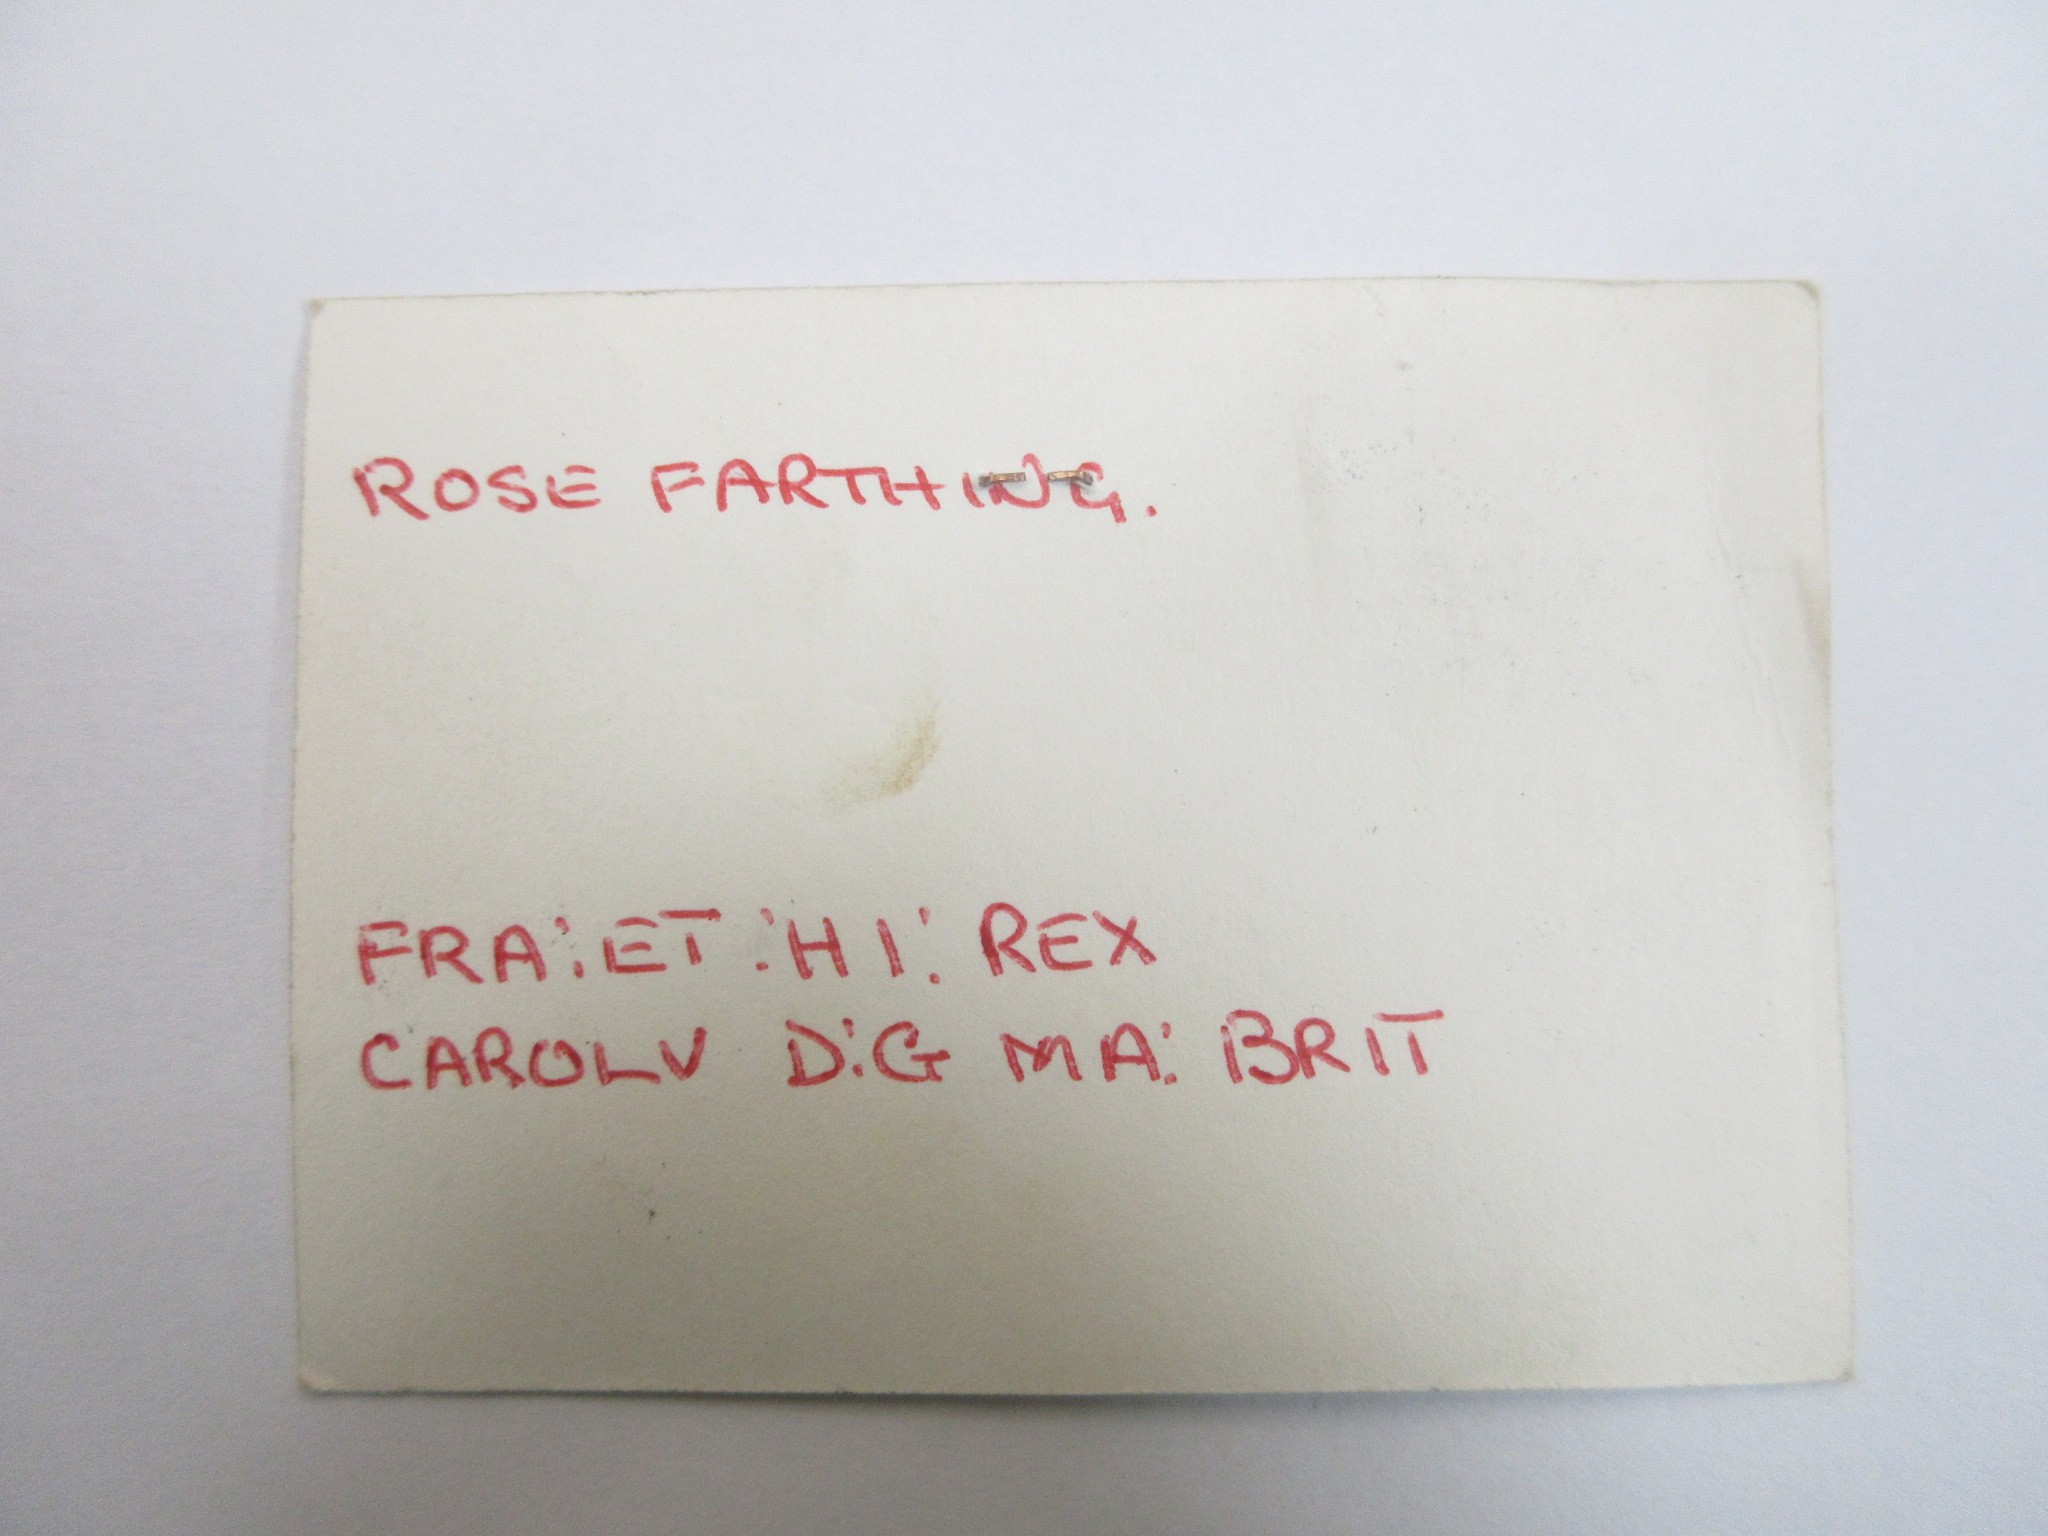 ROSE FARTHING.
FRA: ET :HI: REX
CAROLV D:G MA: BRIT